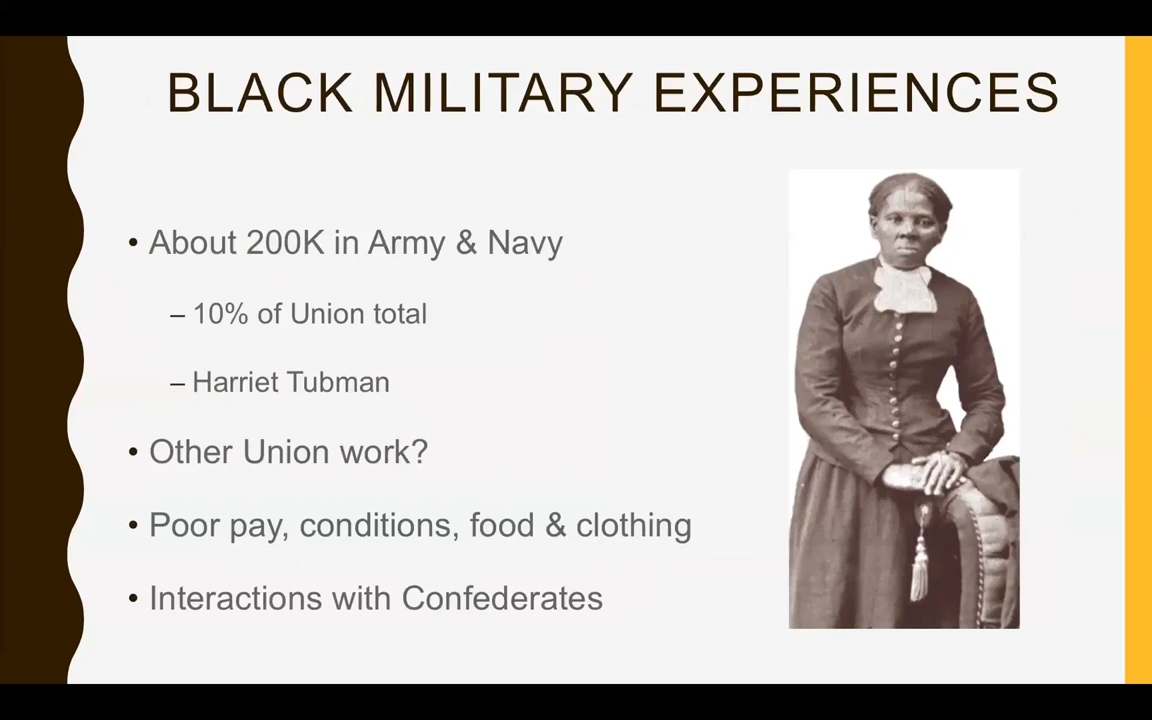 BLACK MILITARY EXPERIENCES
• About 200K in Army & Navy
– 10% of Union total
– Harriet Tubman
• Other Union work?
• Poor pay, conditions, food & clothing
• Interactions with Confederates